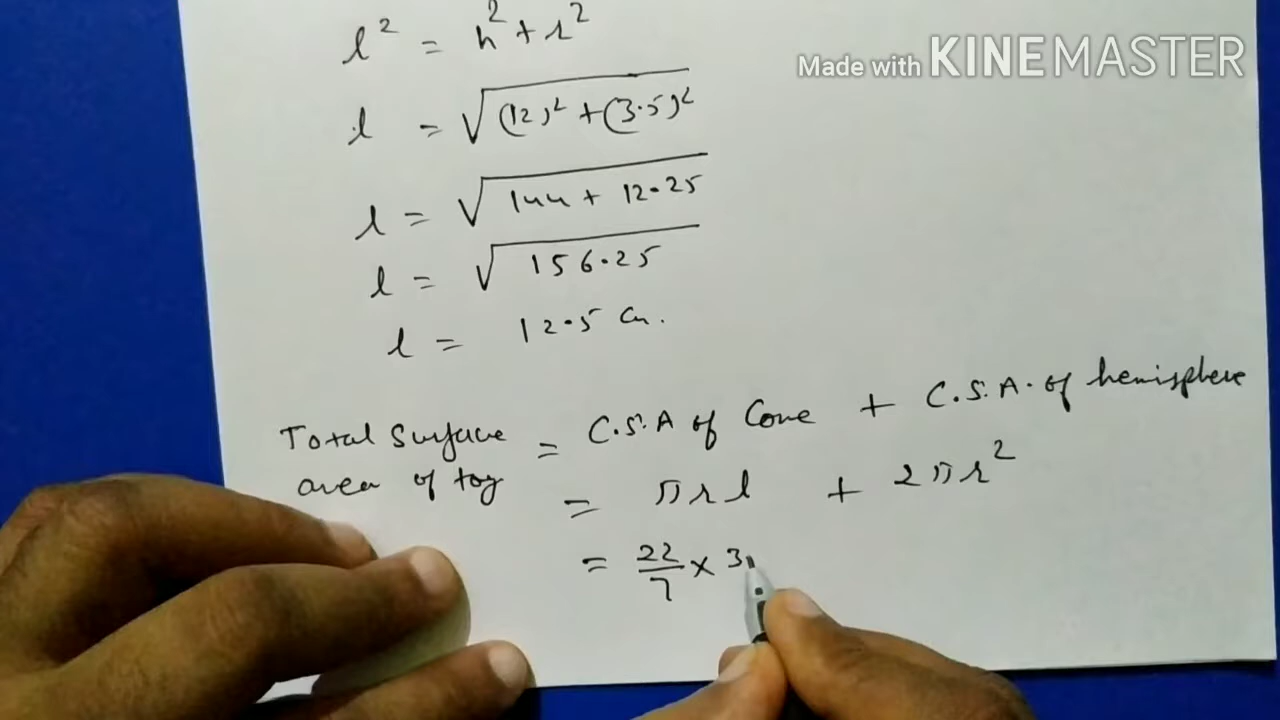 l² = h² + r²
Made with KINEMASTER
l = √(12)² + (3.5)²
l = √144 + 12.25
l = √156.25
l = 12.5 cm.
Total Surface area of toy = C.S.A of Cone + C.S.A. of hemisphere
= πrl + 2πr²
= 22/7 × 3.